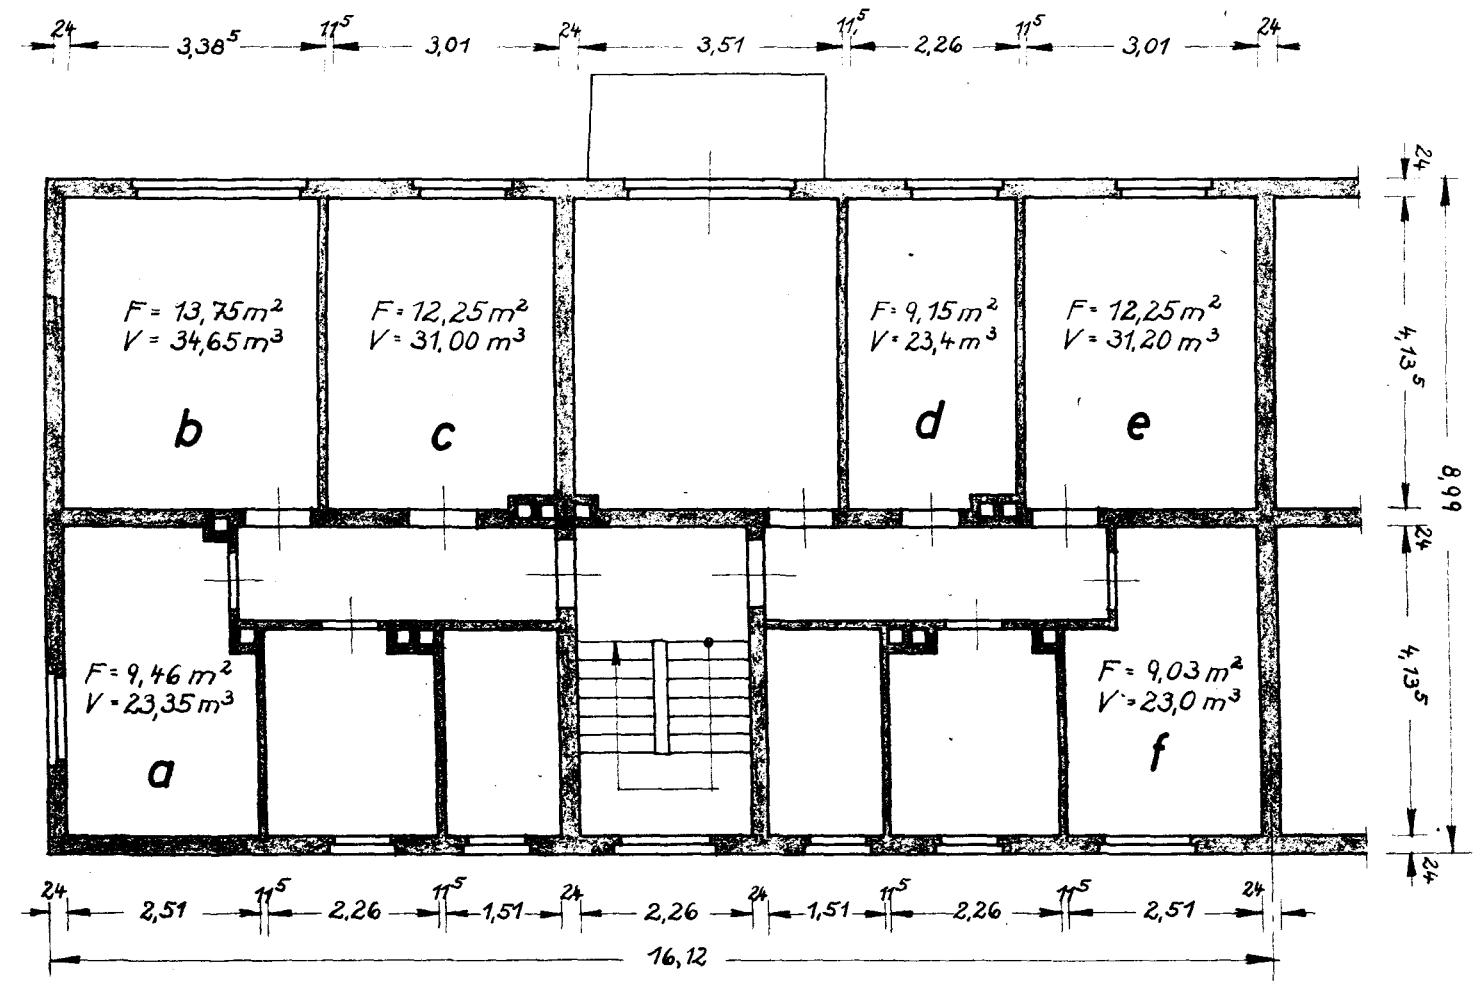 24 11⁵ 24 11,⁵ 11⁵ 24
3,38⁵ 3,01 3,51 2,26 3,01
24
F = 13,75 m² F = 12,25 m² F = 9,15 m² F = 12,25 m²
V = 34,65 m³ V = 31,00 m³ V = 23,4 m³ V = 31,20 m³
4,13⁵
b c d e
8,99
24
F = 9,46 m² F = 9,03 m²
V = 23,35 m³ V = 23,0 m³
4,13⁵
a f
24
24 11⁵ 11⁵ 24 24 11⁵ 11⁵ 24
2,51 2,26 1,51 2,26 1,51 2,26 2,51
16,12